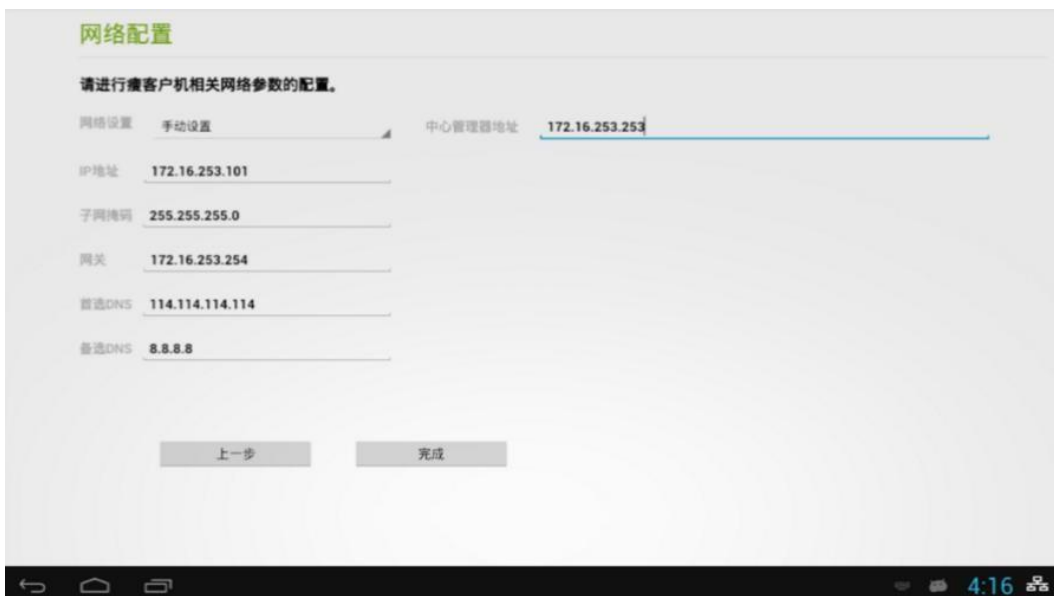 网络配置
请进行瘦客户机相关网络参数的配置。
网络设置 手动设置 中心管理器地址 172.16.253.253
IP地址 172.16.253.101
子网掩码 255.255.255.0
网关 172.16.253.254
首选DNS 114.114.114.114
备选DNS 8.8.8.8
上一步 完成
4:16